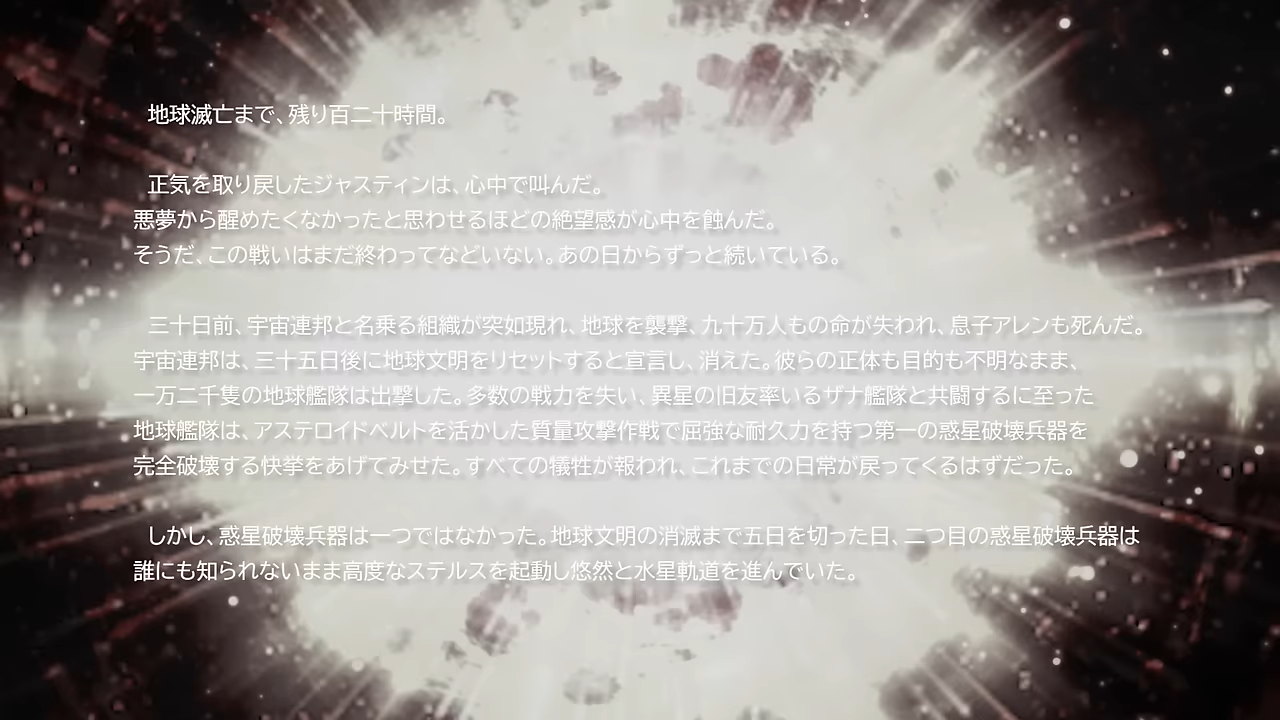 地球滅亡まで、残り百二十時間。
正気を取り戻したジャスティンは、心中で叫んだ。
悪夢から醒めたくなかったと思わせるほどの絶望感が心中を蝕んだ。
そうだ、この戦いはまだ終わってなどいない。あの日からずっと続いている。
三十日前、宇宙連邦と名乗る組織が突如現れ、地球を襲撃、九十万人もの命が失われ、息子アレンも死んだ。
宇宙連邦は、三十五日後に地球文明をリセットすると宣言し、消えた。彼らの正体も目的も不明なまま、
一万二千隻の地球艦隊は出撃した。多数の戦力を失い、異星の旧友率いるザナ艦隊と共闘するに至った
地球艦隊は、アステロイドベルトを活かした質量攻撃作戦で屈強な耐久力を持つ第一の惑星破壊兵器を
完全破壊する快挙をあげてみせた。すべての犠牲が報われ、これまでの日常が戻ってくるはずだった。
しかし、惑星破壊兵器は一つではなかった。地球文明の消滅まで五日を切った日、二つ目の惑星破壊兵器は
誰にも知られないまま高度なステルスを起動し悠然と水星軌道を進んでいた。